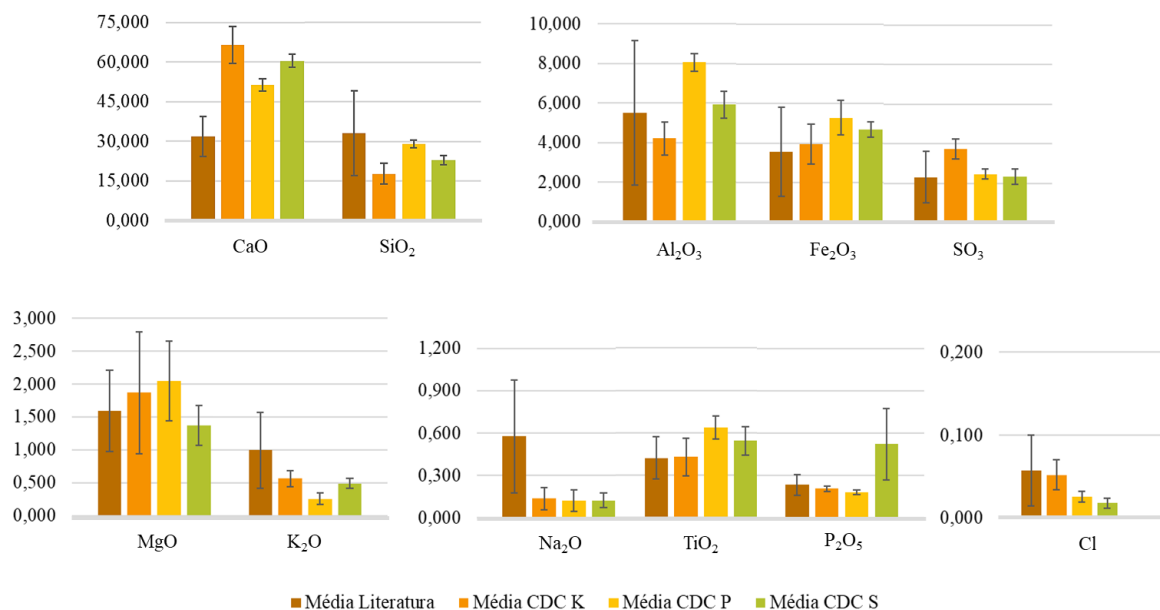 75,000
60,000
45,000
30,000
15,000
0,000
CaO
SiO₂
10,000
8,000
6,000
4,000
2,000
0,000
Al₂O₃
Fe₂O₃
SO₃
3,000
2,500
2,000
1,500
1,000
0,500
0,000
MgO
K₂O
1,200
0,900
0,600
0,300
0,000
Na₂O
TiO₂
P₂O₅
0,200
0,100
0,000
Cl
Média Literatura Média CDC K Média CDC P Média CDC S